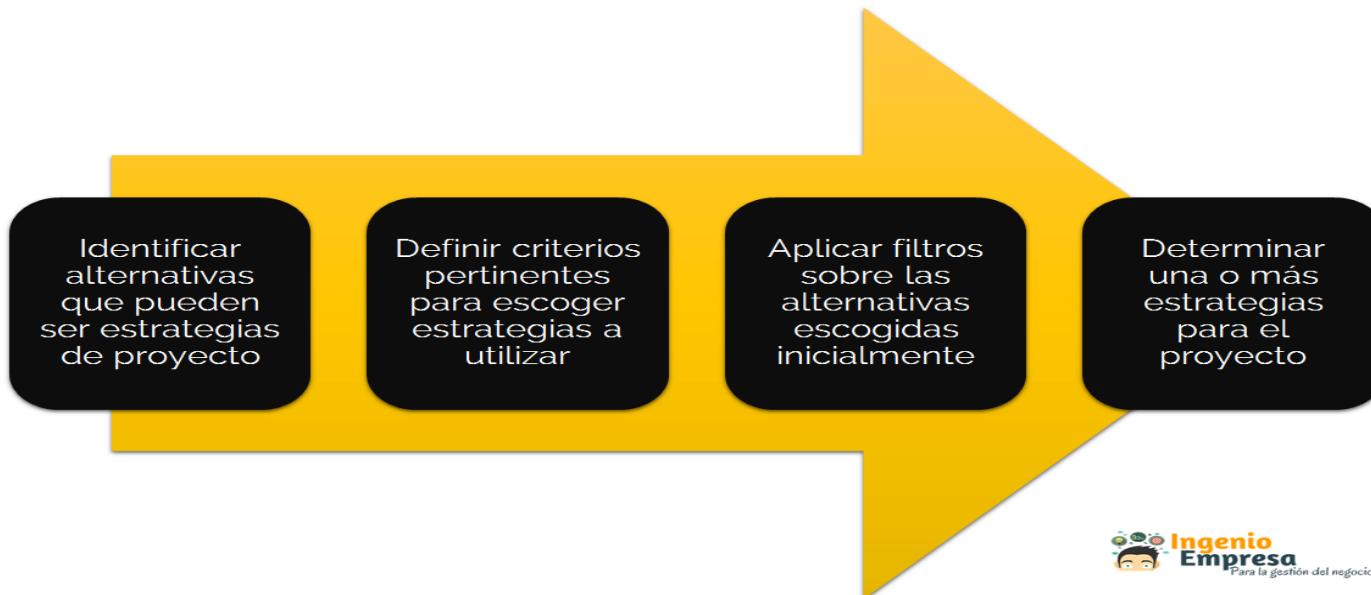 Identificar
alternativas
que pueden
ser estrategias
de proyecto
Definir criterios
pertinentes
para escoger
estrategias a
utilizar
Aplicar filtros
sobre las
alternativas
escogidas
inicialmente
Determinar
una o más
estrategias
para el
proyecto
Ingenio
Empresa
Para la gestión del negocio